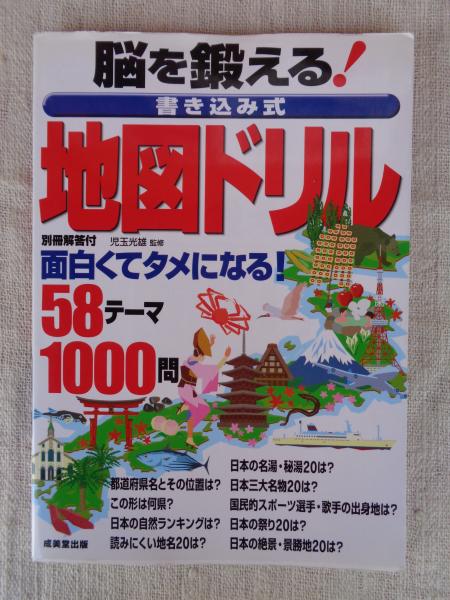 脳を鍛える!
書き込み式
地図ドリル
別冊解答付 児玉光雄 監修
面白くてタメになる!
58テーマ
1000問
都道府県名とその位置は?
この形は何県?
日本の自然ランキングは?
読みにくい地名20は?
日本の名湯・秘湯20は?
日本三大名物20は?
国民的スポーツ選手・歌手の出身地は?
日本の祭り20は?
日本の絶景・景勝地20は?
成美堂出版